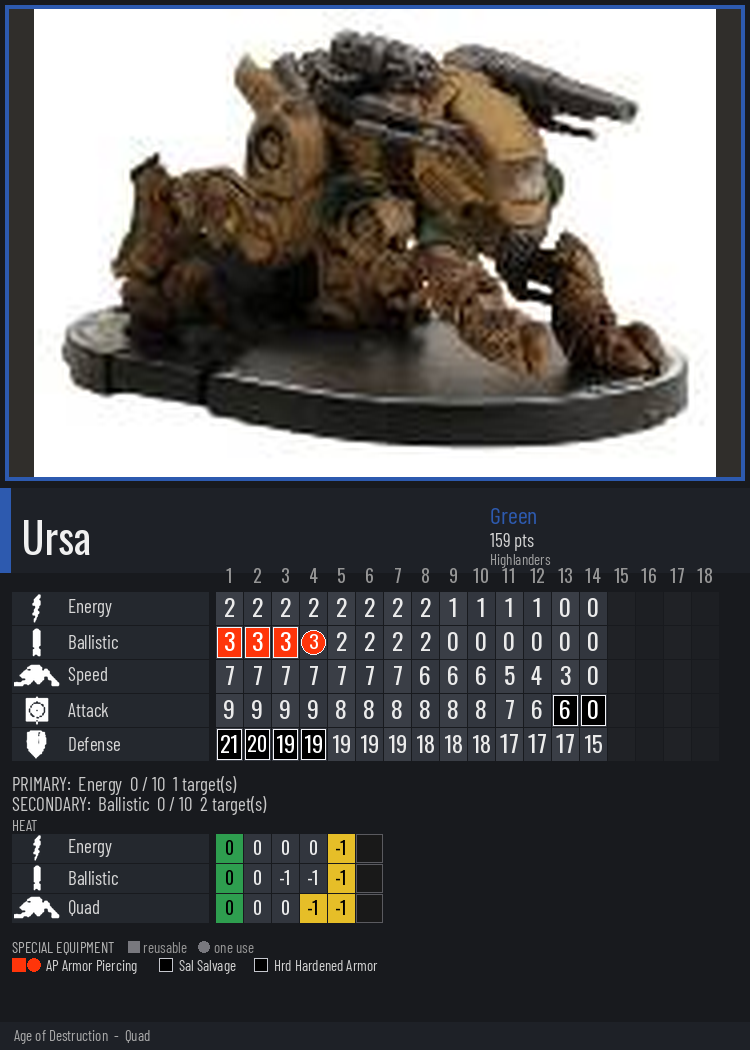 Ursa
Green
159 pts
Highlanders
1 2 3 4 5 6 7 8 9 10 11 12 13 14 15 16 17 18
Energy 2 2 2 2 2 2 2 2 1 1 1 1 0 0
Ballistic 3 3 3 3 2 2 2 2 0 0 0 0 0 0
Speed 7 7 7 7 7 7 7 6 6 6 5 4 3 0
Attack 9 9 9 9 8 8 8 8 8 8 7 6 6 0
Defense 21 20 19 19 19 19 19 18 18 18 17 17 17 15
PRIMARY: Energy 0 / 10 1 target(s)
SECONDARY: Ballistic 0 / 10 2 target(s)
HEAT
Energy 0 0 0 0 -1
Ballistic 0 0 -1 -1 -1
Quad 0 0 0 -1 -1
SPECIAL EQUIPMENT reusable one use
AP Armor Piercing Sal Salvage Hrd Hardened Armor
Age of Destruction - Quad